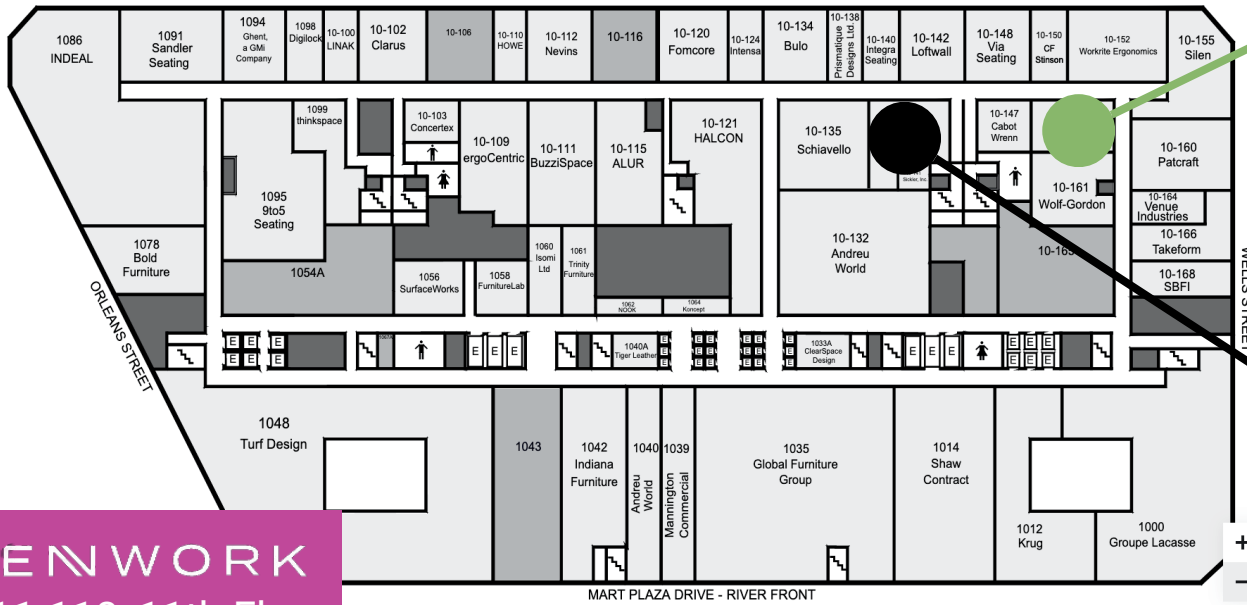 1086
INDEAL
1091
Sandler
Seating
1094
Ghent,
a GMi
Company
1098
Digilock
10-100
LINAK
10-102
Clarus
10-106
10-110
HOWE
10-112
Nevins
10-116
10-120
Fomcore
10-124
Intensa
10-134
Bulo
10-138
Prismatique
Designs Ltd.
10-140
Integra
Seating
10-142
Loftwall
10-148
Via
Seating
10-150
CF
Stinson
10-152
Workrite Ergonomics
10-155
Silen
1099
thinkspace
10-103
Concertex
10-109
ergoCentric
10-111
BuzziSpace
10-115
ALUR
10-121
HALCON
10-135
Schiavello
Sickler, Inc.
10-147
Cabot
Wrenn
10-161
Wolf-Gordon
10-160
Patcraft
10-164
Venue
Industries
10-166
Takeform
10-168
SBFI
1095
9to5
Seating
1078
Bold
Furniture
1054A
1056
SurfaceWorks
1058
FurnitureLab
1060
Isomi
Ltd
1061
Trinity
Furniture
1062
NOOK
1064
Koncept
10-132
Andreu
World
10-165
ORLEANS STREET
WELLS STREET
E E E
E E E
E E E
1040A
Tiger Leather
E E E E E
E E E E E
E E E E E
1033A
ClearSpace
Design
E E E
E E E
E E E
1048
Turf Design
1043
1042
Indiana
Furniture
1040
Andreu
World
1039
Mannington
Commercial
1035
Global Furniture
Group
1014
Shaw
Contract
1012
Krug
1000
Groupe Lacasse
ENWORK
MART PLAZA DRIVE - RIVER FRONT
+
−